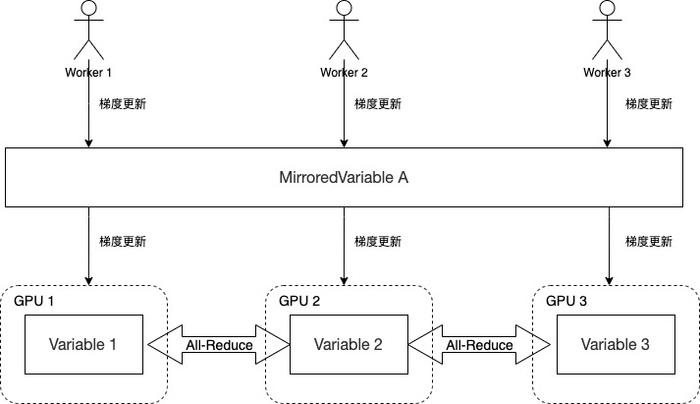 Worker 1
Worker 2
Worker 3
梯度更新
梯度更新
梯度更新
MirroredVariable A
梯度更新
梯度更新
梯度更新
GPU 1
GPU 2
GPU 3
Variable 1
All-Reduce
Variable 2
All-Reduce
Variable 3